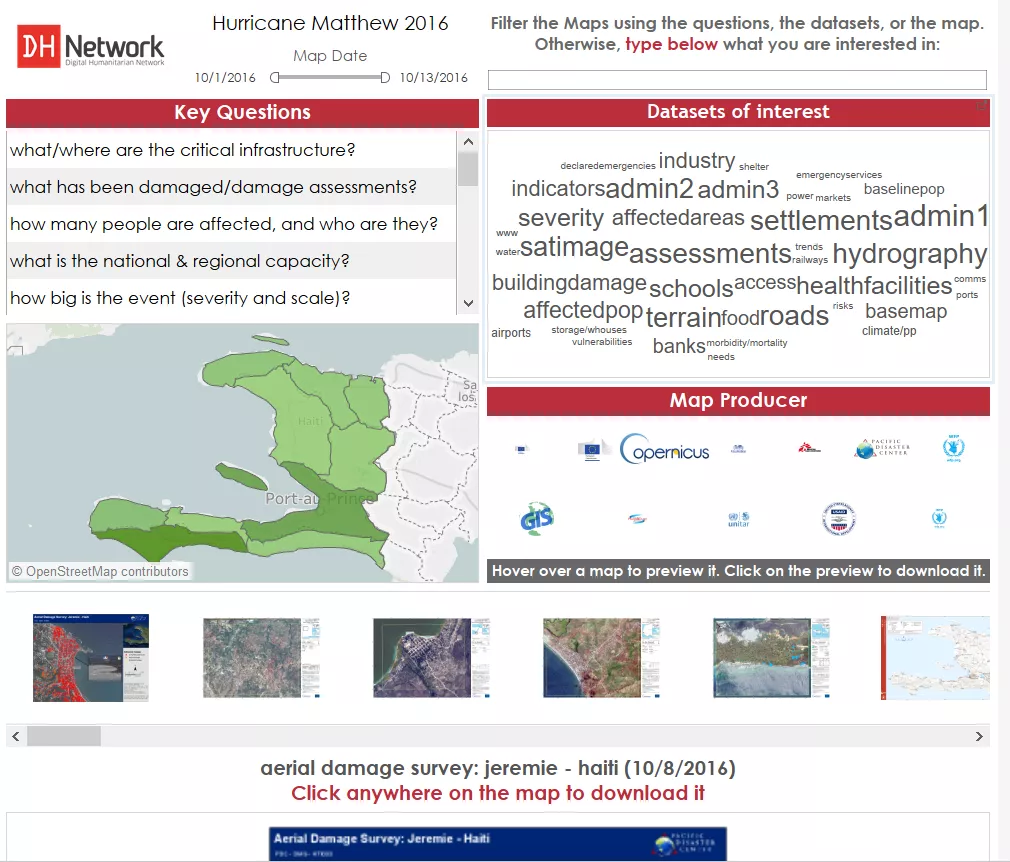 DH Network
Digital Humanitarian Network
Hurricane Matthew 2016
Map Date
10/1/2016
10/13/2016
Filter the Maps using the questions, the datasets, or the map.
Otherwise, type below what you are interested in:
Key Questions
what/where are the critical infrastructure?
what has been damaged/damage assessments?
how many people are affected, and who are they?
what is the national & regional capacity?
how big is the event (severity and scale)?
Datasets of interest
declaredemergencies industry shelter
emergencyservices
indicators admin2 admin3 power markets baselinepop
www severity affectedareas settlements admin1
water satimage assessments trends railways hydrography
buildingdamage schools access healthfacilities comms
ports
affectedpop terrain food roads risks basemap
airports storage/whouses climate/pp
vulnerabilities banks morbidity/mortality
needs
Haiti
Port-au-Prince
Sa
los
© OpenStreetMap contributors
Map Producer
Copernicus
PACIFIC DISASTER CENTER
WFP
GIS
unitar
USAID
Hover over a map to preview it. Click on the preview to download it.
Aerial Damage Survey: Jeremie - Haiti
aerial damage survey: jeremie - haiti (10/8/2016)
Click anywhere on the map to download it
Aerial Damage Survey: Jeremie - Haiti
PACIFIC DISASTER CENTER